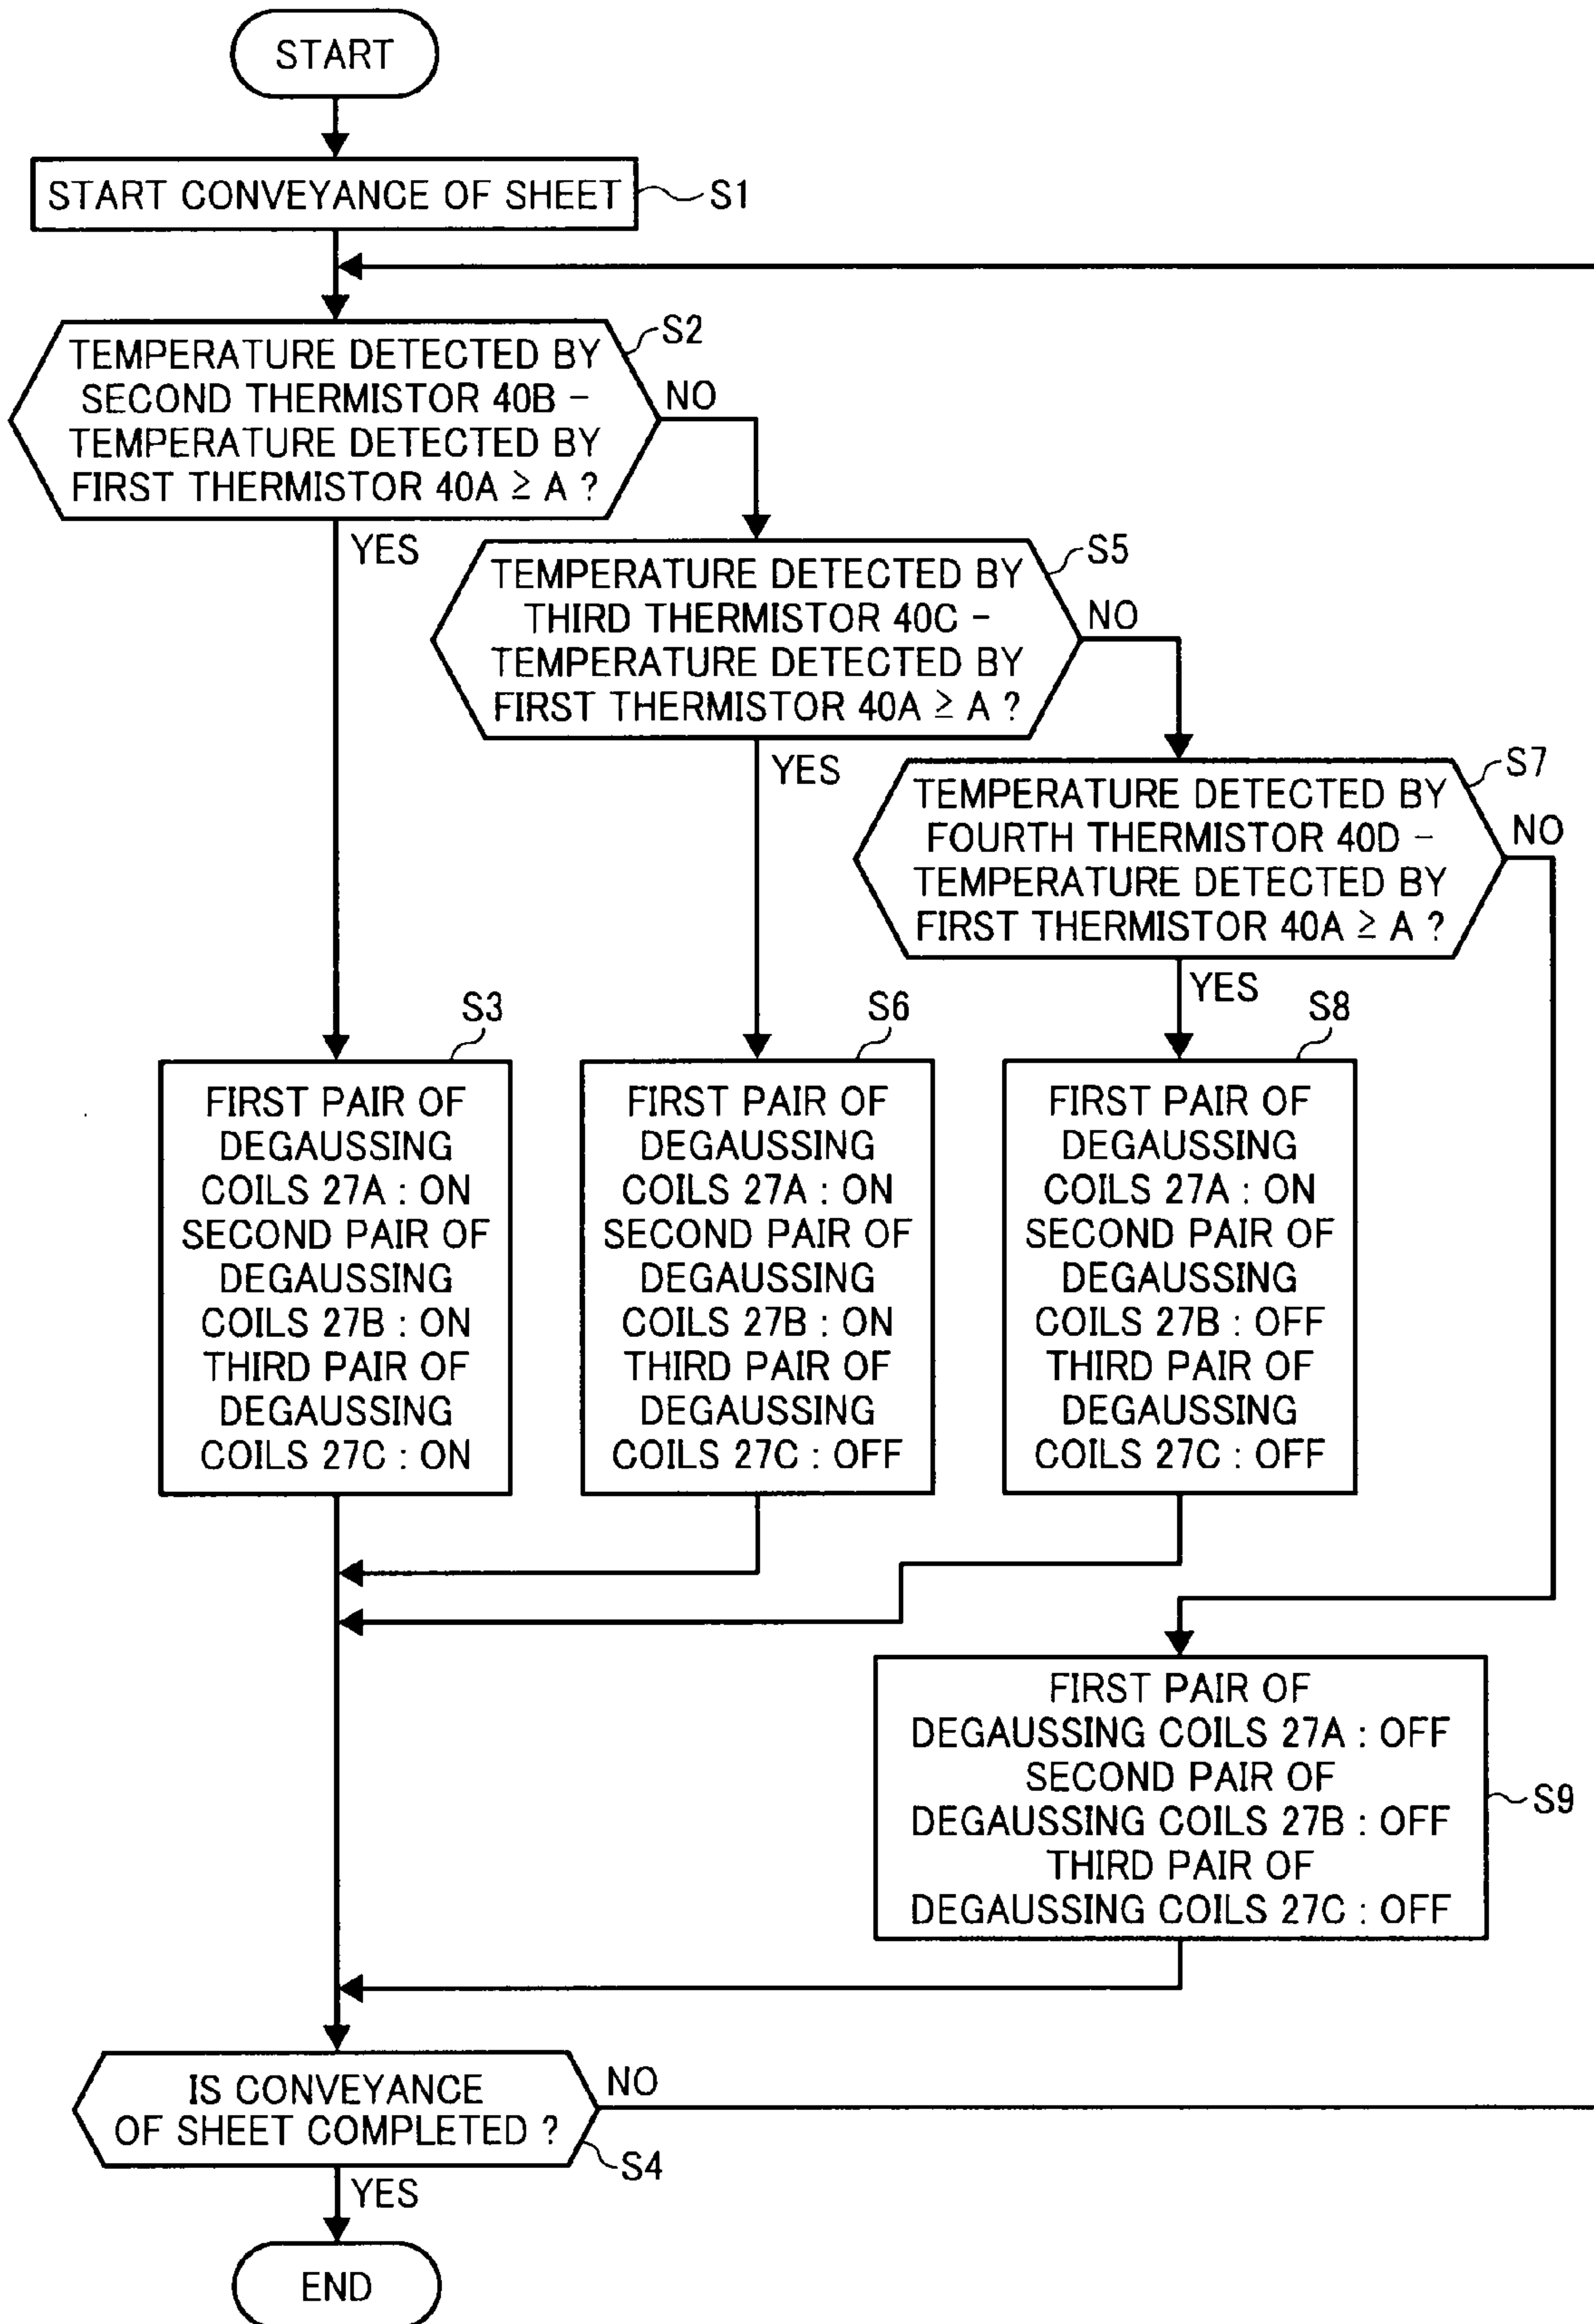 START
START CONVEYANCE OF SHEET
S1
TEMPERATURE DETECTED BY
SECOND THERMISTOR 40B -
TEMPERATURE DETECTED BY
FIRST THERMISTOR 40A ≥ A ?
S2
NO
YES
TEMPERATURE DETECTED BY
THIRD THERMISTOR 40C -
TEMPERATURE DETECTED BY
FIRST THERMISTOR 40A ≥ A ?
S5
NO
YES
TEMPERATURE DETECTED BY
FOURTH THERMISTOR 40D -
TEMPERATURE DETECTED BY
FIRST THERMISTOR 40A ≥ A ?
S7
NO
YES
S3
FIRST PAIR OF
DEGAUSSING
COILS 27A : ON
SECOND PAIR OF
DEGAUSSING
COILS 27B : ON
THIRD PAIR OF
DEGAUSSING
COILS 27C : ON
S6
FIRST PAIR OF
DEGAUSSING
COILS 27A : ON
SECOND PAIR OF
DEGAUSSING
COILS 27B : ON
THIRD PAIR OF
DEGAUSSING
COILS 27C : OFF
S8
FIRST PAIR OF
DEGAUSSING
COILS 27A : ON
SECOND PAIR OF
DEGAUSSING
COILS 27B : OFF
THIRD PAIR OF
DEGAUSSING
COILS 27C : OFF
FIRST PAIR OF
DEGAUSSING COILS 27A : OFF
SECOND PAIR OF
DEGAUSSING COILS 27B : OFF
THIRD PAIR OF
DEGAUSSING COILS 27C : OFF
S9
IS CONVEYANCE
OF SHEET COMPLETED ?
NO
S4
YES
END